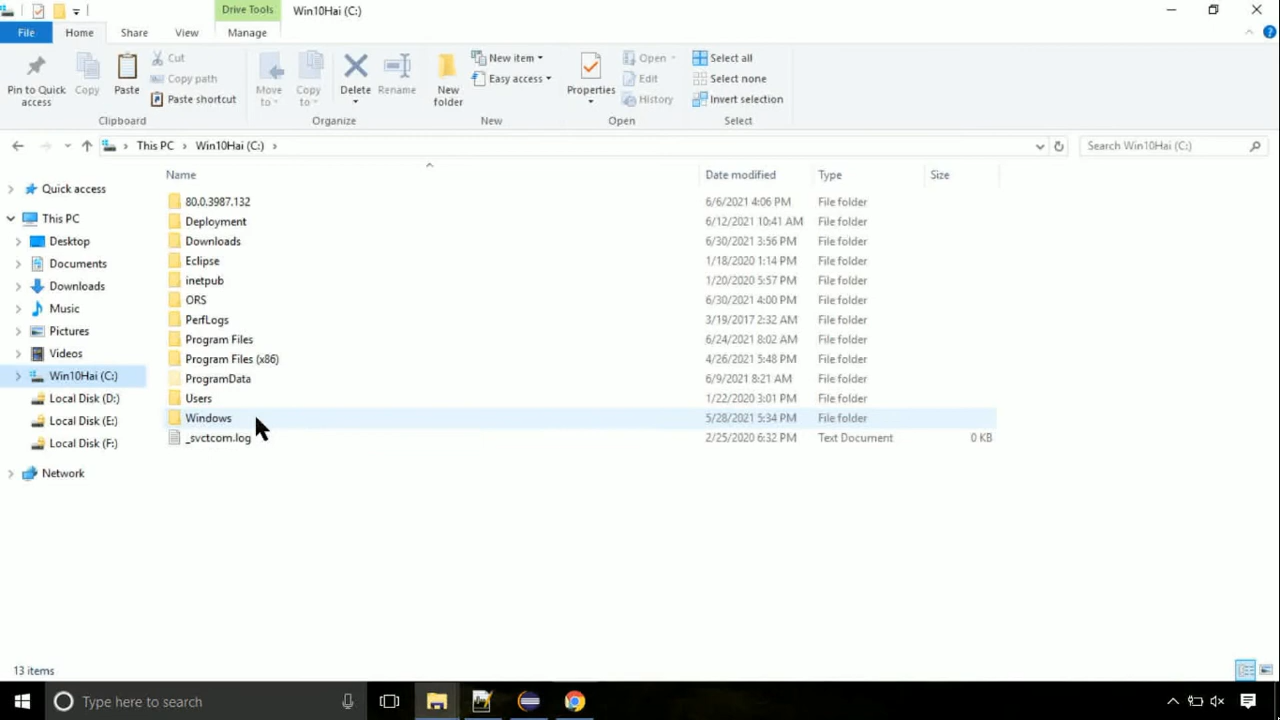 Drive Tools Win10Hai (C:)
File Home Share View Manage
Pin to Quick access
Copy
Paste
Cut
Copy path
Paste shortcut
Clipboard
Move to
Copy to
Delete
Rename
Organize
New folder
New item
Easy access
New
Properties
Open
Edit
History
Open
Select all
Select none
Invert selection
Select
This PC Win10Hai (C:)
Search Win10Hai (C:)
Quick access
This PC
Desktop
Documents
Downloads
Music
Pictures
Videos
Win10Hai (C:)
Local Disk (D:)
Local Disk (E:)
Local Disk (F:)
Network
Name Date modified Type Size
80.0.3987.132 6/6/2021 4:06 PM File folder
Deployment 6/12/2021 10:41 AM File folder
Downloads 6/30/2021 3:56 PM File folder
Eclipse 1/18/2020 1:14 PM File folder
inetpub 1/20/2020 5:57 PM File folder
ORS 6/30/2021 4:00 PM File folder
PerfLogs 3/19/2017 2:32 AM File folder
Program Files 6/24/2021 8:02 AM File folder
Program Files (x86) 4/26/2021 5:48 PM File folder
ProgramData 6/9/2021 8:21 AM File folder
Users 1/22/2020 3:01 PM File folder
Windows 5/28/2021 5:34 PM File folder
_svctcom.log 2/25/2020 6:32 PM Text Document 0 KB
13 items
Type here to search